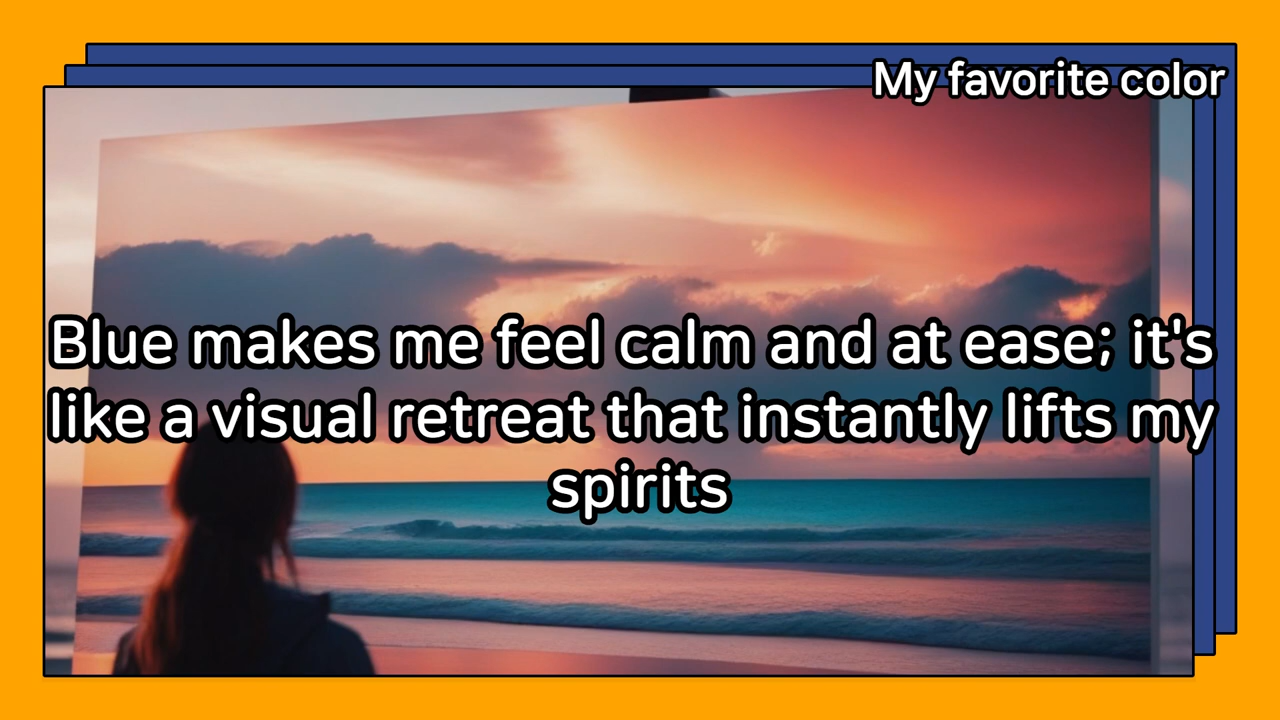 My favorite color
Blue makes me feel calm and at ease; it's
like a visual retreat that instantly lifts my
spirits